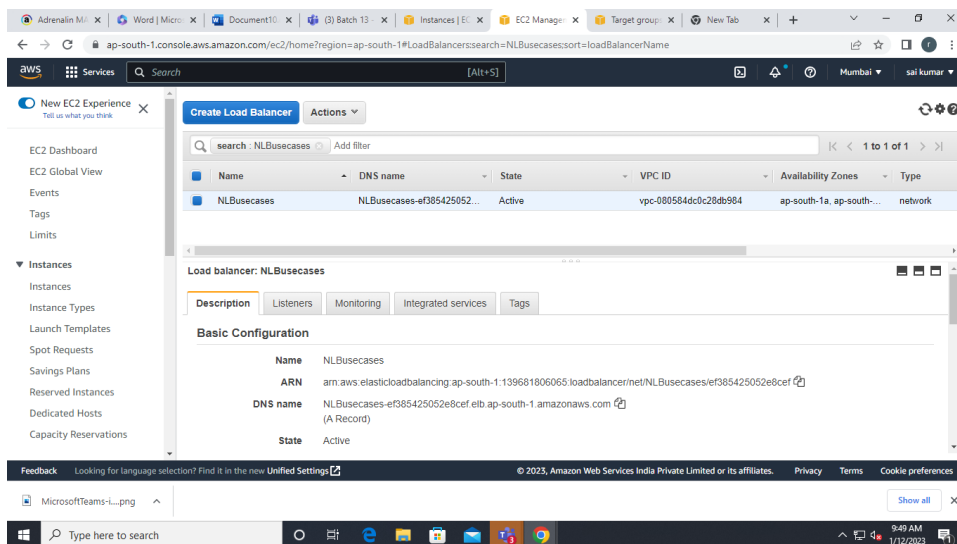 Adrenalin MA
Word | Micro
Document10.
(3) Batch 13 -
Instances | EC
EC2 Manager
Target groups
New Tab
ap-south-1.console.aws.amazon.com/ec2/home?region=ap-south-1#LoadBalancers:search=NLBusecases;sort=loadBalancerName
aws Services Search [Alt+S] Mumbai sai kumar
New EC2 Experience
Tell us what you think
EC2 Dashboard
EC2 Global View
Events
Tags
Limits
Instances
Instances
Instance Types
Launch Templates
Spot Requests
Savings Plans
Reserved Instances
Dedicated Hosts
Capacity Reservations
Create Load Balancer Actions
search : NLBusecases Add filter 1 to 1 of 1
Name DNS name State VPC ID Availability Zones Type
NLBusecases NLBusecases-ef385425052... Active vpc-080584dc0c28db984 ap-south-1a, ap-south-... network
Load balancer: NLBusecases
Description Listeners Monitoring Integrated services Tags
Basic Configuration
Name NLBusecases
ARN arn:aws:elasticloadbalancing:ap-south-1:139681806065:loadbalancer/net/NLBusecases/ef385425052e8cef
DNS name NLBusecases-ef385425052e8cef.elb.ap-south-1.amazonaws.com
(A Record)
State Active
Feedback Looking for language selection? Find it in the new Unified Settings © 2023, Amazon Web Services India Private Limited or its affiliates. Privacy Terms Cookie preferences
MicrosoftTeams-i....png Show all
Type here to search
9:49 AM
1/12/2023